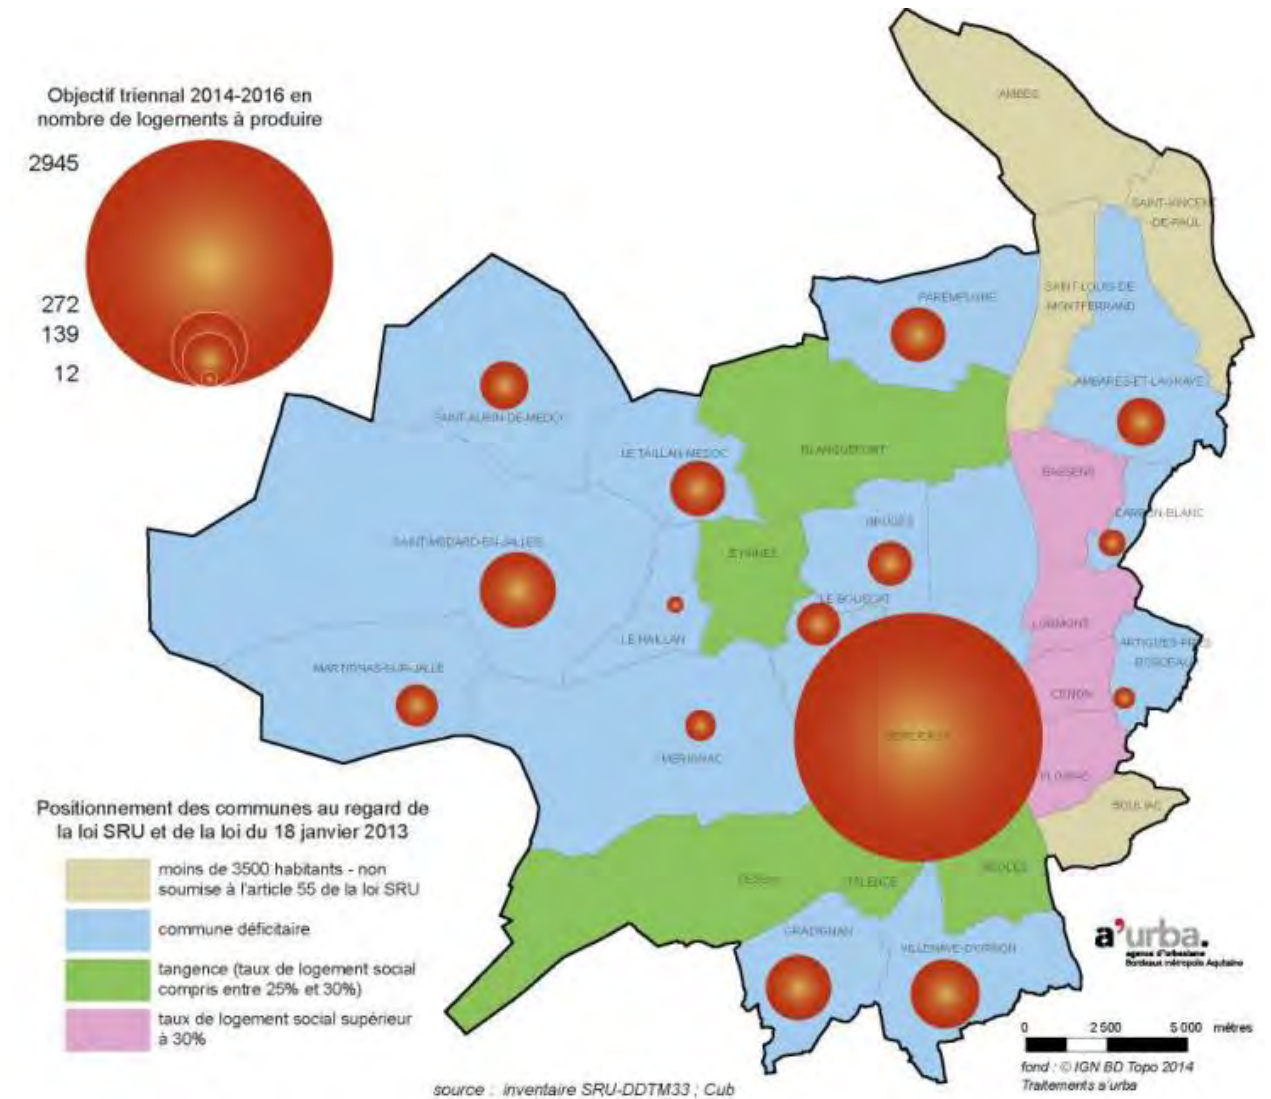 Objectif triennal 2014-2016 en
nombre de logements à produire
2945
272
139
12
AMBES
SAINT-VINCENT
-DE-PAUL
SAINT-LOUIS-DE-
MONTFERRAND
PAREMPUYRE
AMBARES-ET-LAGRAVE
SAINT-AUBIN-DE-MEDOC
LE TAILLAN-MEDOC
BLANQUEFORT
BASSENS
CARBON-BLANC
BRUGES
SAINT-MEDARD-EN-JALLES
EYSINES
LE BOUSCAT
LE HAILLAN
LORMONT
ARTIGUES-PRES-
BORDEAUX
MARTIGNAS-SUR-JALLE
CENON
BORDEAUX
MERIGNAC
FLOIRAC
BOULIAC
PESSAC
TALENCE
BEGLES
GRADIGNAN
VILLENAVE-D'ORNON
Positionnement des communes au regard de
la loi SRU et de la loi du 18 janvier 2013
moins de 3500 habitants - non
soumise à l'article 55 de la loi SRU
commune déficitaire
tangence (taux de logement social
compris entre 25% et 30%)
taux de logement social supérieur
à 30%
a'urba.
agence d'urbanisme
Bordeaux métropole Aquitaine
0 2 500 5 000 mètres
fond : © IGN BD Topo 2014
Traitements a'urba
source : inventaire SRU-DDTM33 ; Cub